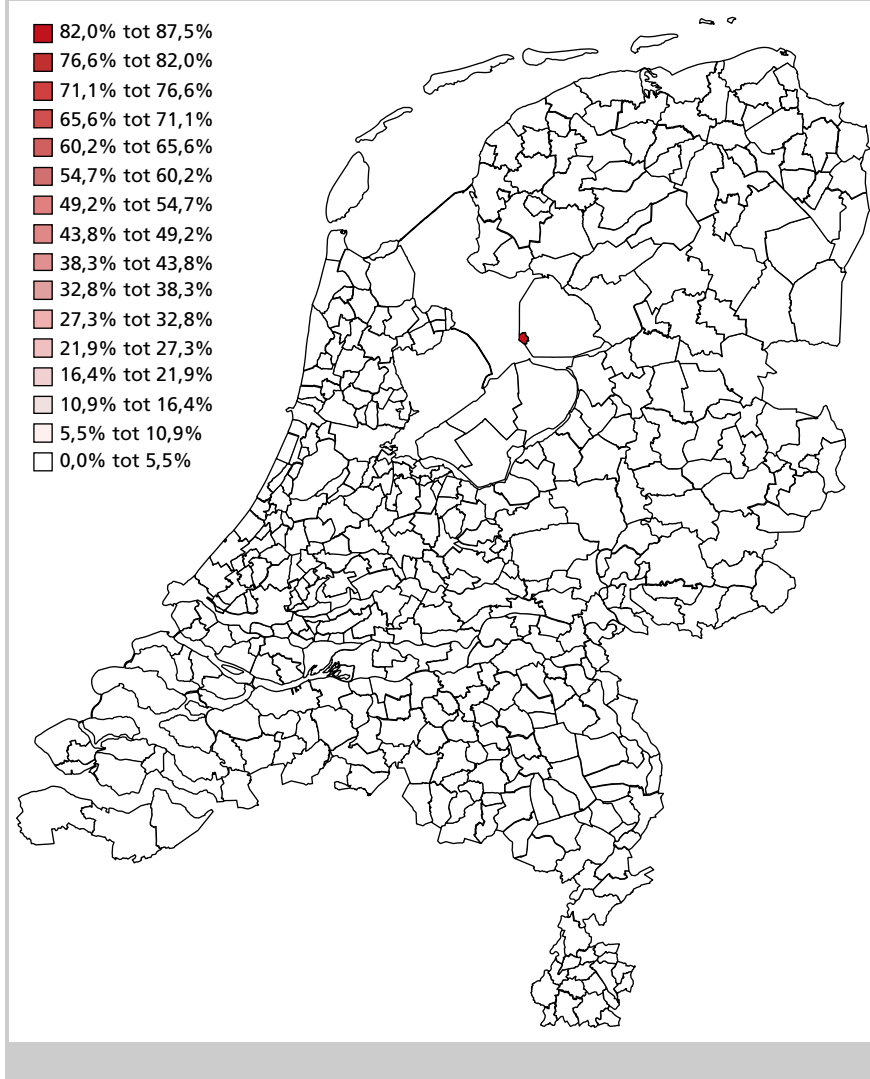 82,0% tot 87,5%
76,6% tot 82,0%
71,1% tot 76,6%
65,6% tot 71,1%
60,2% tot 65,6%
54,7% tot 60,2%
49,2% tot 54,7%
43,8% tot 49,2%
38,3% tot 43,8%
32,8% tot 38,3%
27,3% tot 32,8%
21,9% tot 27,3%
16,4% tot 21,9%
10,9% tot 16,4%
5,5% tot 10,9%
0,0% tot 5,5%